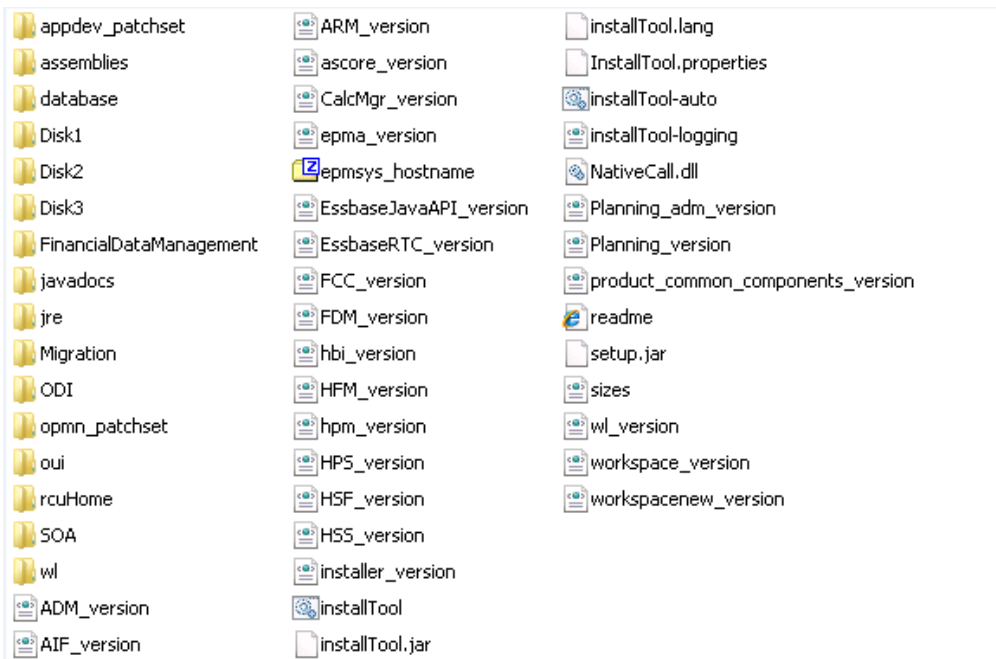 appdev_patchset
assemblies
database
Disk1
Disk2
Disk3
FinancialDataManagement
javadocs
jre
Migration
ODI
opmn_patchset
oui
rcuHome
SOA
wl
ADM_version
AIF_version
ARM_version
ascore_version
CalcMgr_version
epma_version
epmsys_hostname
EssbaseJavaAPI_version
EssbaseRTC_version
FCC_version
FDM_version
hbi_version
HFM_version
hpm_version
HPS_version
HSF_version
HSS_version
installer_version
installTool
installTool.jar
installTool.lang
InstallTool.properties
installTool-auto
installTool-logging
NativeCall.dll
Planning_adm_version
Planning_version
product_common_components_version
readme
setup.jar
sizes
wl_version
workspace_version
workspacenew_version